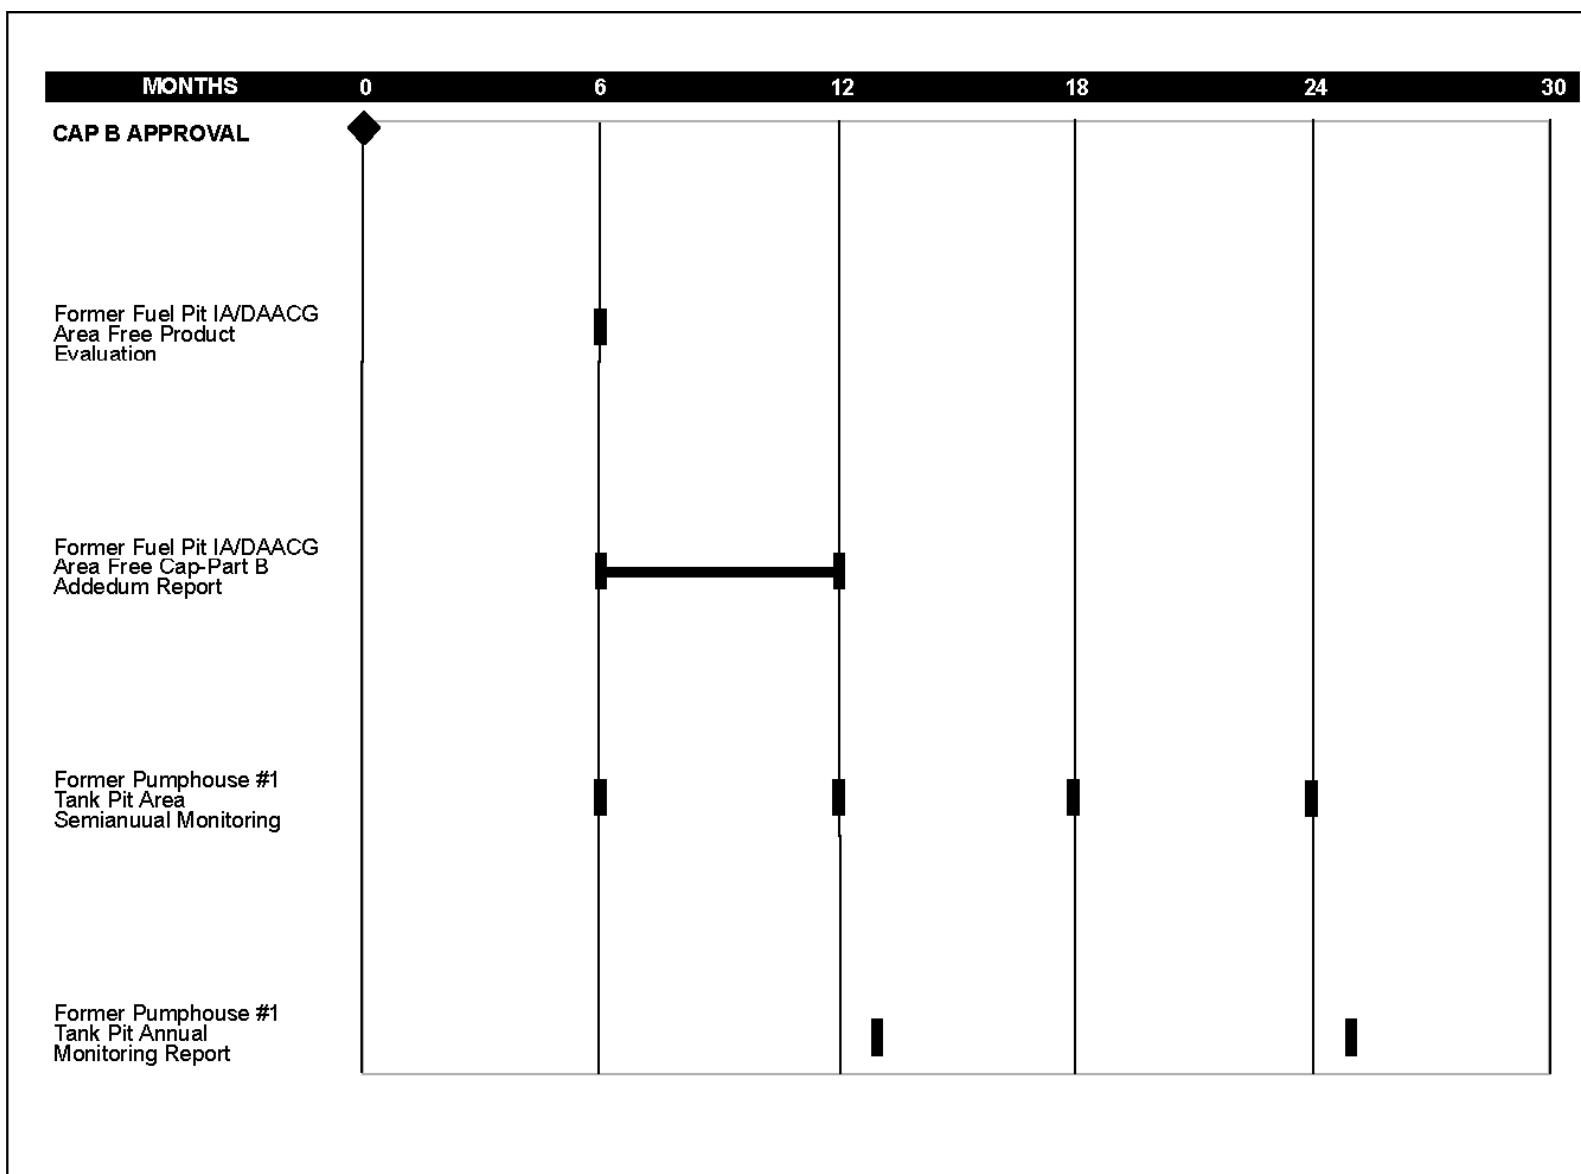 MONTHS 0 6 12 18 24 30
CAP B APPROVAL
Former Fuel Pit IA/DAACG
Area Free Product
Evaluation
Former Fuel Pit IA/DAACG
Area Free Cap-Part B
Addedum Report
Former Pumphouse #1
Tank Pit Area
Semianuual Monitoring
Former Pumphouse #1
Tank Pit Annual
Monitoring Report